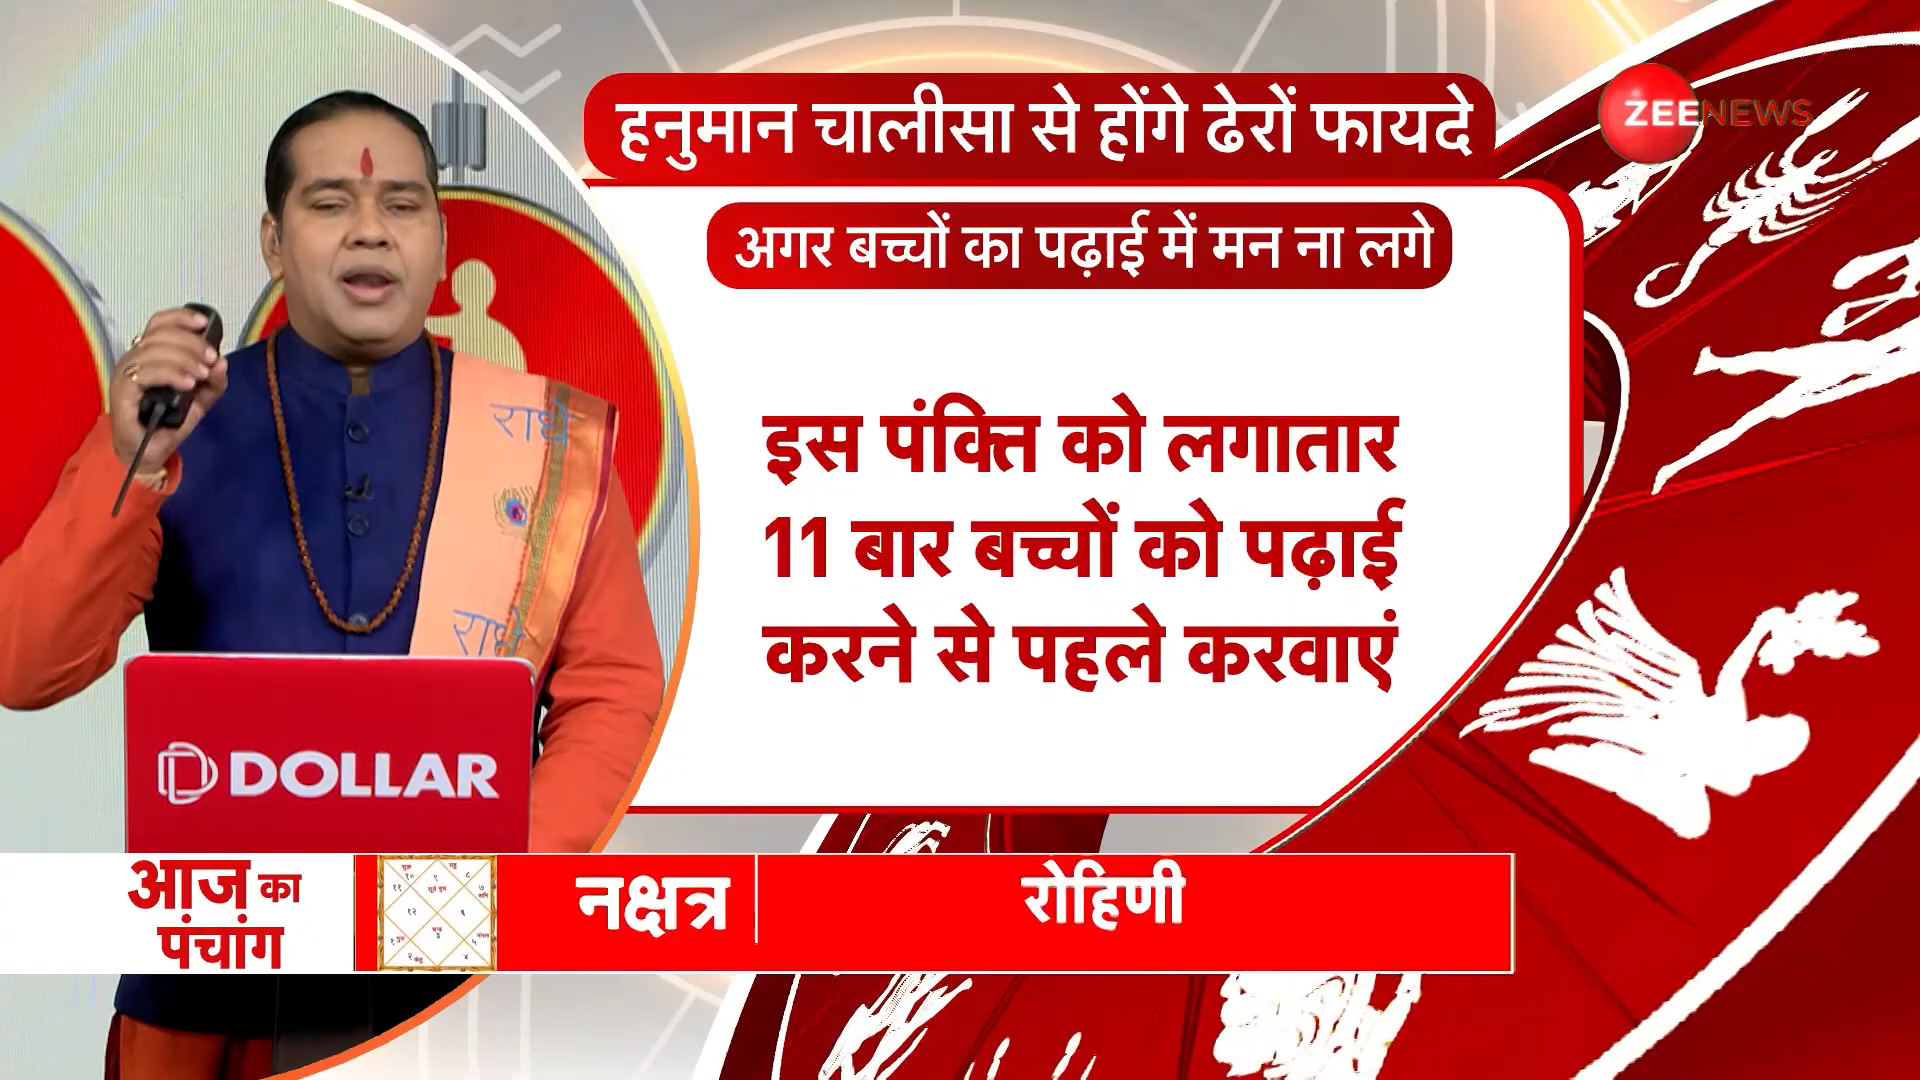 हनुमान चालीसा से होंगे ढेरों फायदे
ZEENEWS
अगर बच्चों का पढ़ाई में मन ना लगे
इस पंक्ति को लगातार
11 बार बच्चों को पढ़ाई
करने से पहले करवाएं
राधे
राधे
DOLLAR
आज का
पंचांग
नक्षत्र
रोहिणी